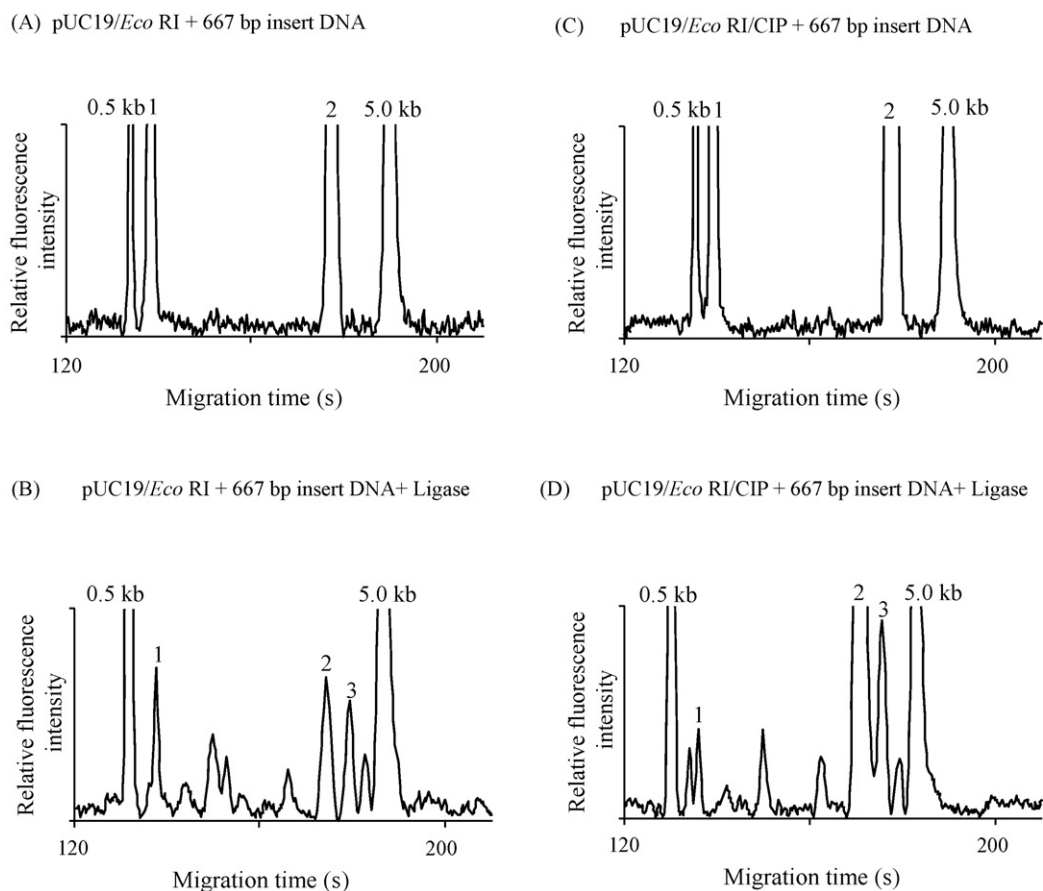 (A) pUC19/Eco RI + 667 bp insert DNA
0.5 kb 1 2 5.0 kb
Relative fluorescence
intensity
120 200
Migration time (s)
(C) pUC19/Eco RI/CIP + 667 bp insert DNA
0.5 kb 1 2 5.0 kb
Relative fluorescence
intensity
120 200
Migration time (s)
(B) pUC19/Eco RI + 667 bp insert DNA+ Ligase
0.5 kb 1 2 3 5.0 kb
Relative fluorescence
intensity
120 200
Migration time (s)
(D) pUC19/Eco RI/CIP + 667 bp insert DNA+ Ligase
0.5 kb 1 2 3 5.0 kb
Relative fluorescence
intensity
120 200
Migration time (s)